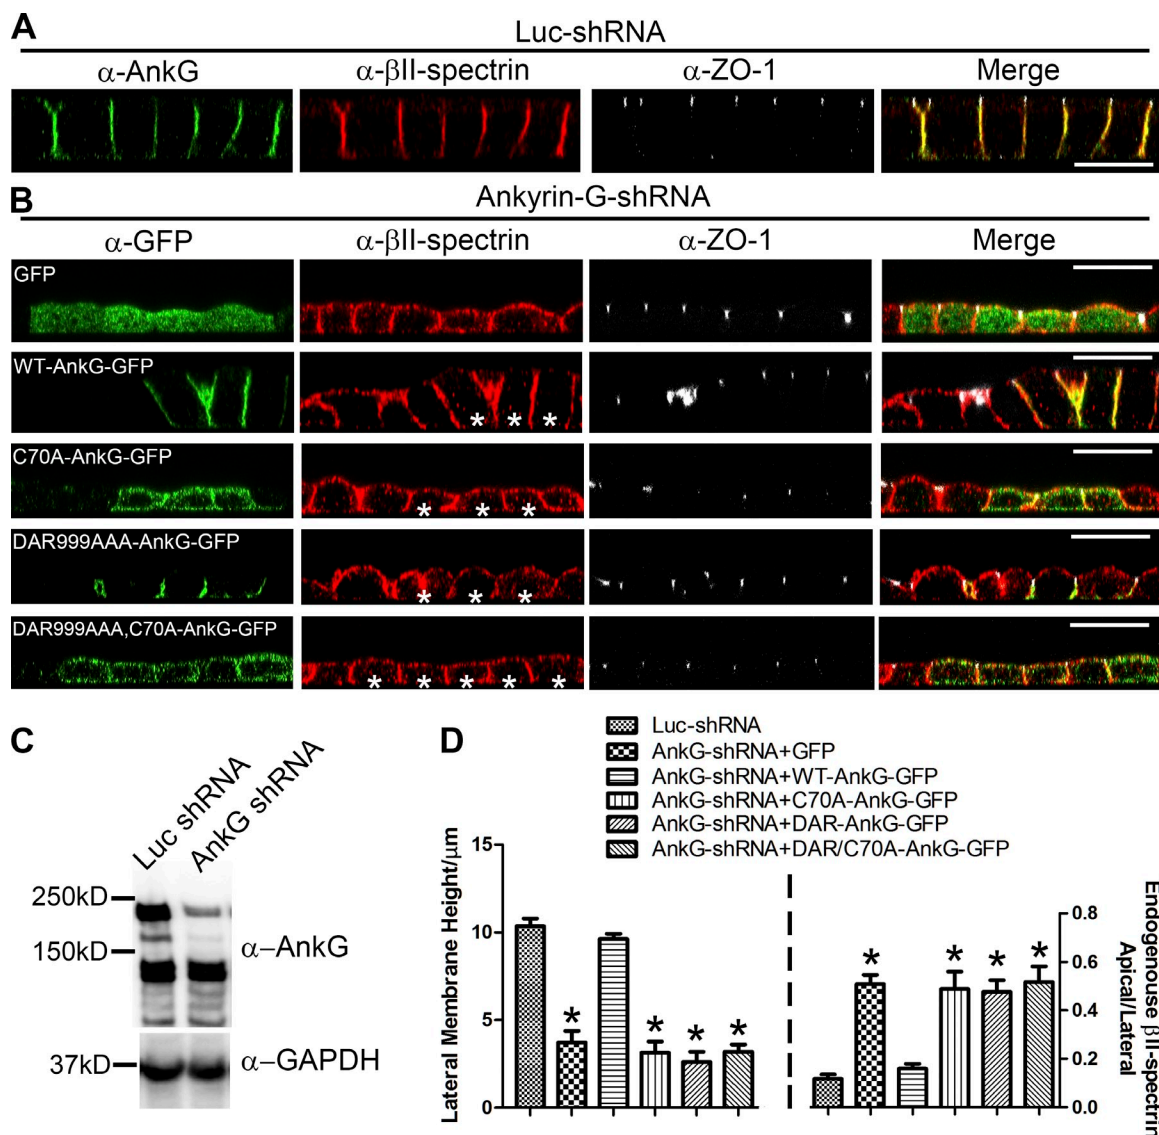 A
Luc-shRNA
α-AnkG
α-βII-spectrin
α-ZO-1
Merge
B
Ankyrin-G-shRNA
α-GFP
α-βII-spectrin
α-ZO-1
Merge
GFP
WT-AnkG-GFP
* * *
C70A-AnkG-GFP
* * *
DAR999AAA-AnkG-GFP
* * *
DAR999AAA,C70A-AnkG-GFP
* * * * *
C
Luc shRNA
AnkG shRNA
250kD
150kD
α–AnkG
37kD
α–GAPDH
D
Luc-shRNA
AnkG-shRNA+GFP
AnkG-shRNA+WT-AnkG-GFP
AnkG-shRNA+C70A-AnkG-GFP
AnkG-shRNA+DAR-AnkG-GFP
AnkG-shRNA+DAR/C70A-AnkG-GFP
Lateral Membrane Height/μm
15
10
5
0
* * * *
* * * *
0.8
0.6
0.4
0.2
0.0
Endogenouse βII-spectrin
Apical/Lateral